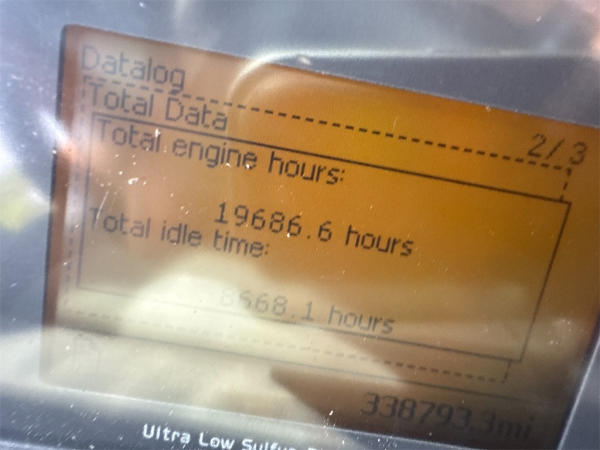 Datalog
Total Data
2/3
Total engine hours:
19686.6 hours
Total idle time:
8668.1 hours
338793.3mi
Ultra Low Sulfur